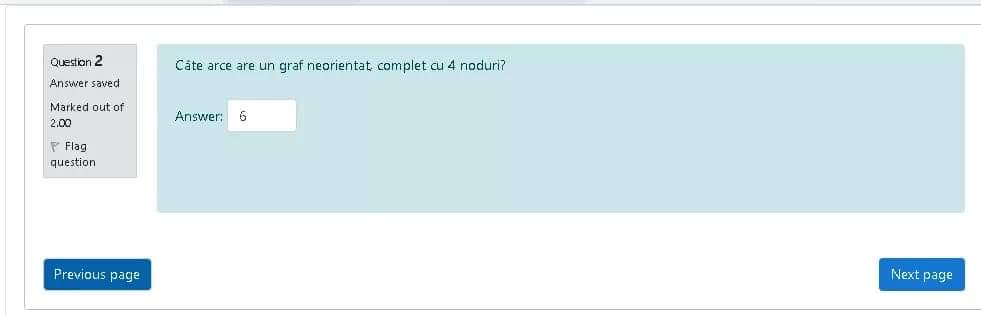 Question 2
Answer saved
Marked out of
2.00
Flag
question
Câte arce are un graf neorientat, complet cu 4 noduri?
Answer: 6
Previous page
Next page